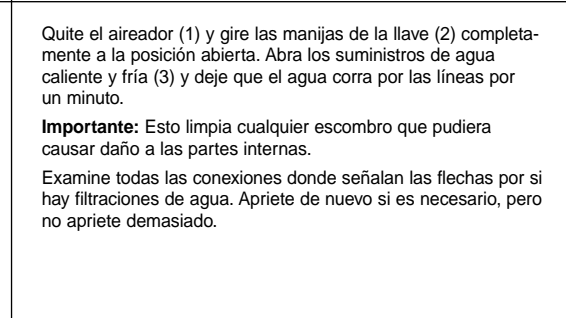 Quite el aireador (1) y gire las manijas de la llave (2) completa-
mente a la posición abierta. Abra los suministros de agua
caliente y fría (3) y deje que el agua corra por las líneas por
un minuto.
Importante: Esto limpia cualquier escombro que pudiera
causar daño a las partes internas.
Examine todas las conexiones donde señalan las flechas por si
hay filtraciones de agua. Apriete de nuevo si es necesario, pero
no apriete demasiado.